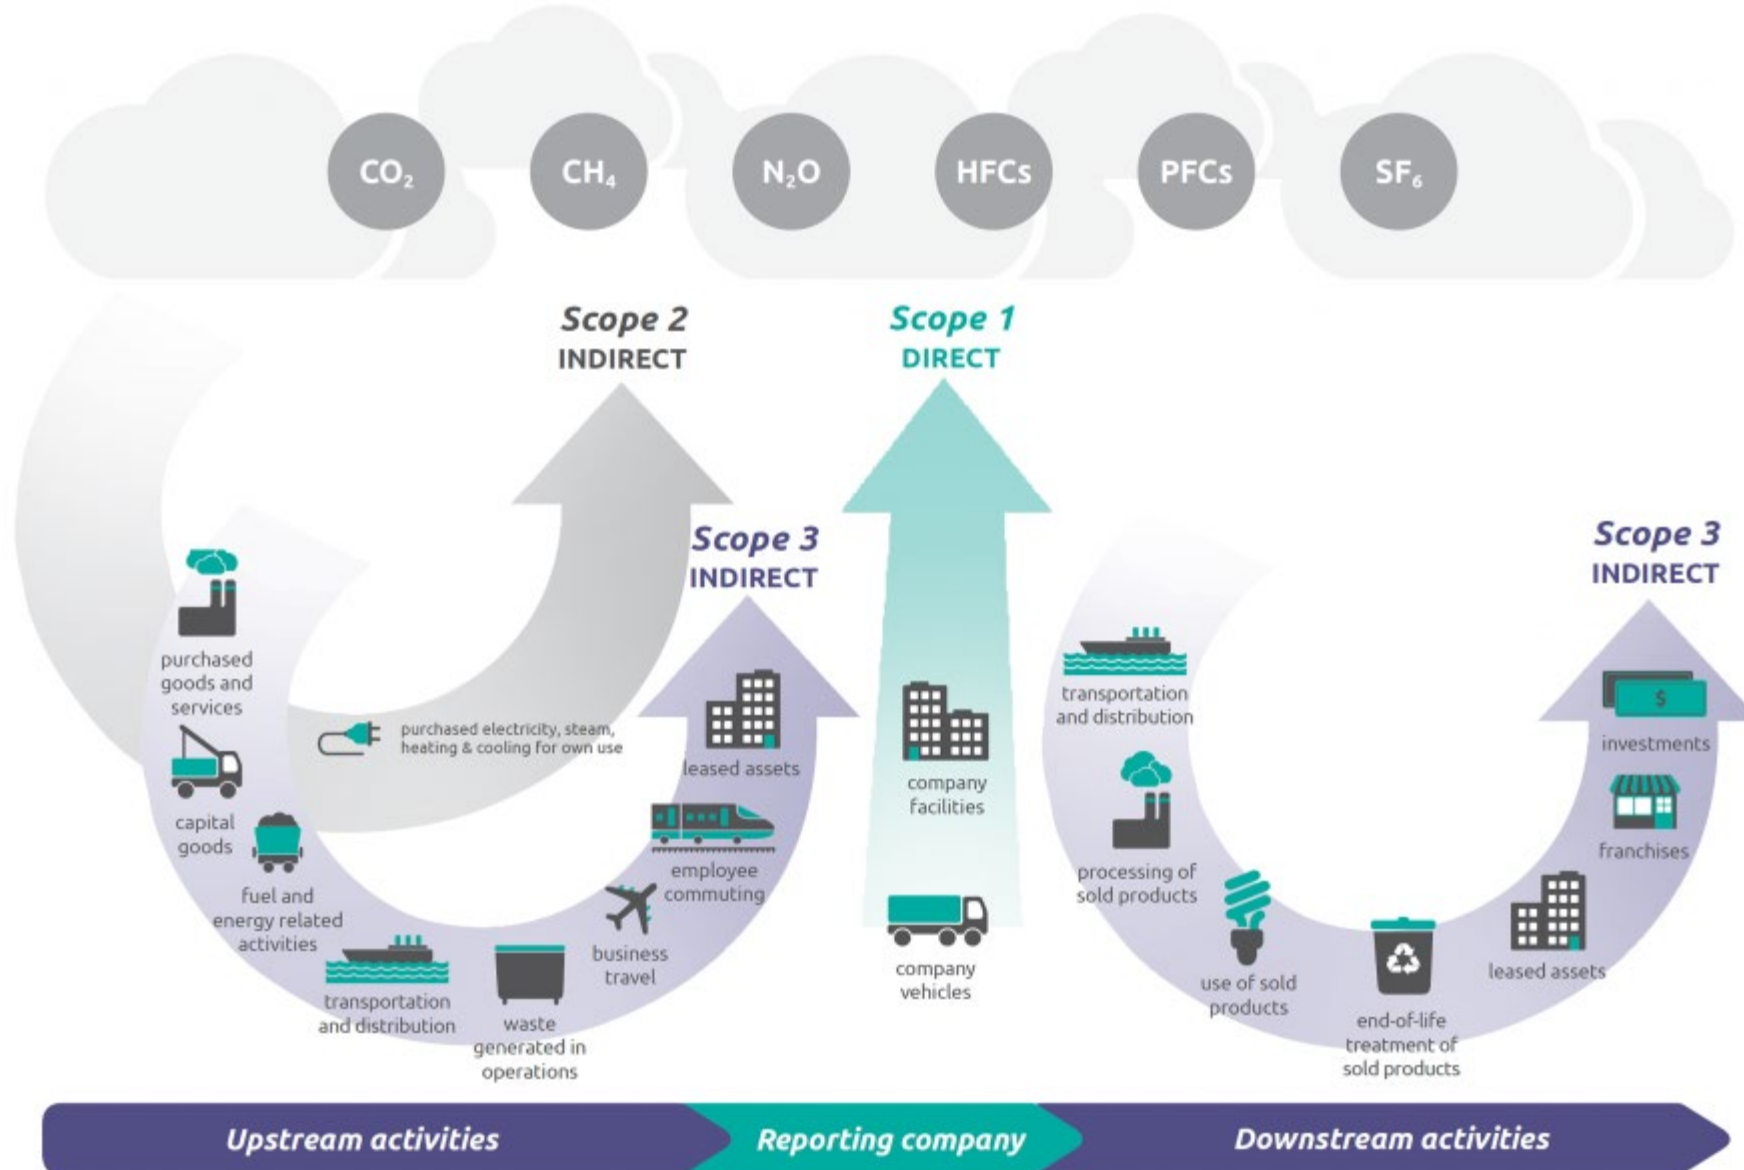 CO₂
CH₄
N₂O
HFCs
PFCs
SF₆
Scope 2
INDIRECT
Scope 1
DIRECT
Scope 3
INDIRECT
Scope 3
INDIRECT
purchased
goods and
services
capital
goods
fuel and
energy related
activities
transportation
and distribution
waste
generated in
operations
business
travel
employee
commuting
leased assets
purchased electricity, steam,
heating & cooling for own use
company
facilities
company
vehicles
transportation
and distribution
processing of
sold products
use of sold
products
end-of-life
treatment of
sold products
leased assets
franchises
$
investments
Upstream activities
Reporting company
Downstream activities